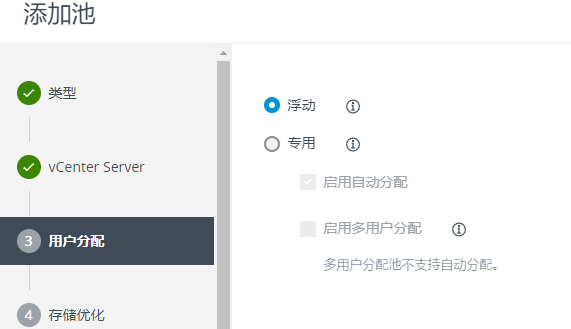 添加池
类型
vCenter Server
3 用户分配
4 存储优化
浮动
专用
启用自动分配
启用多用户分配
多用户分配池不支持自动分配。